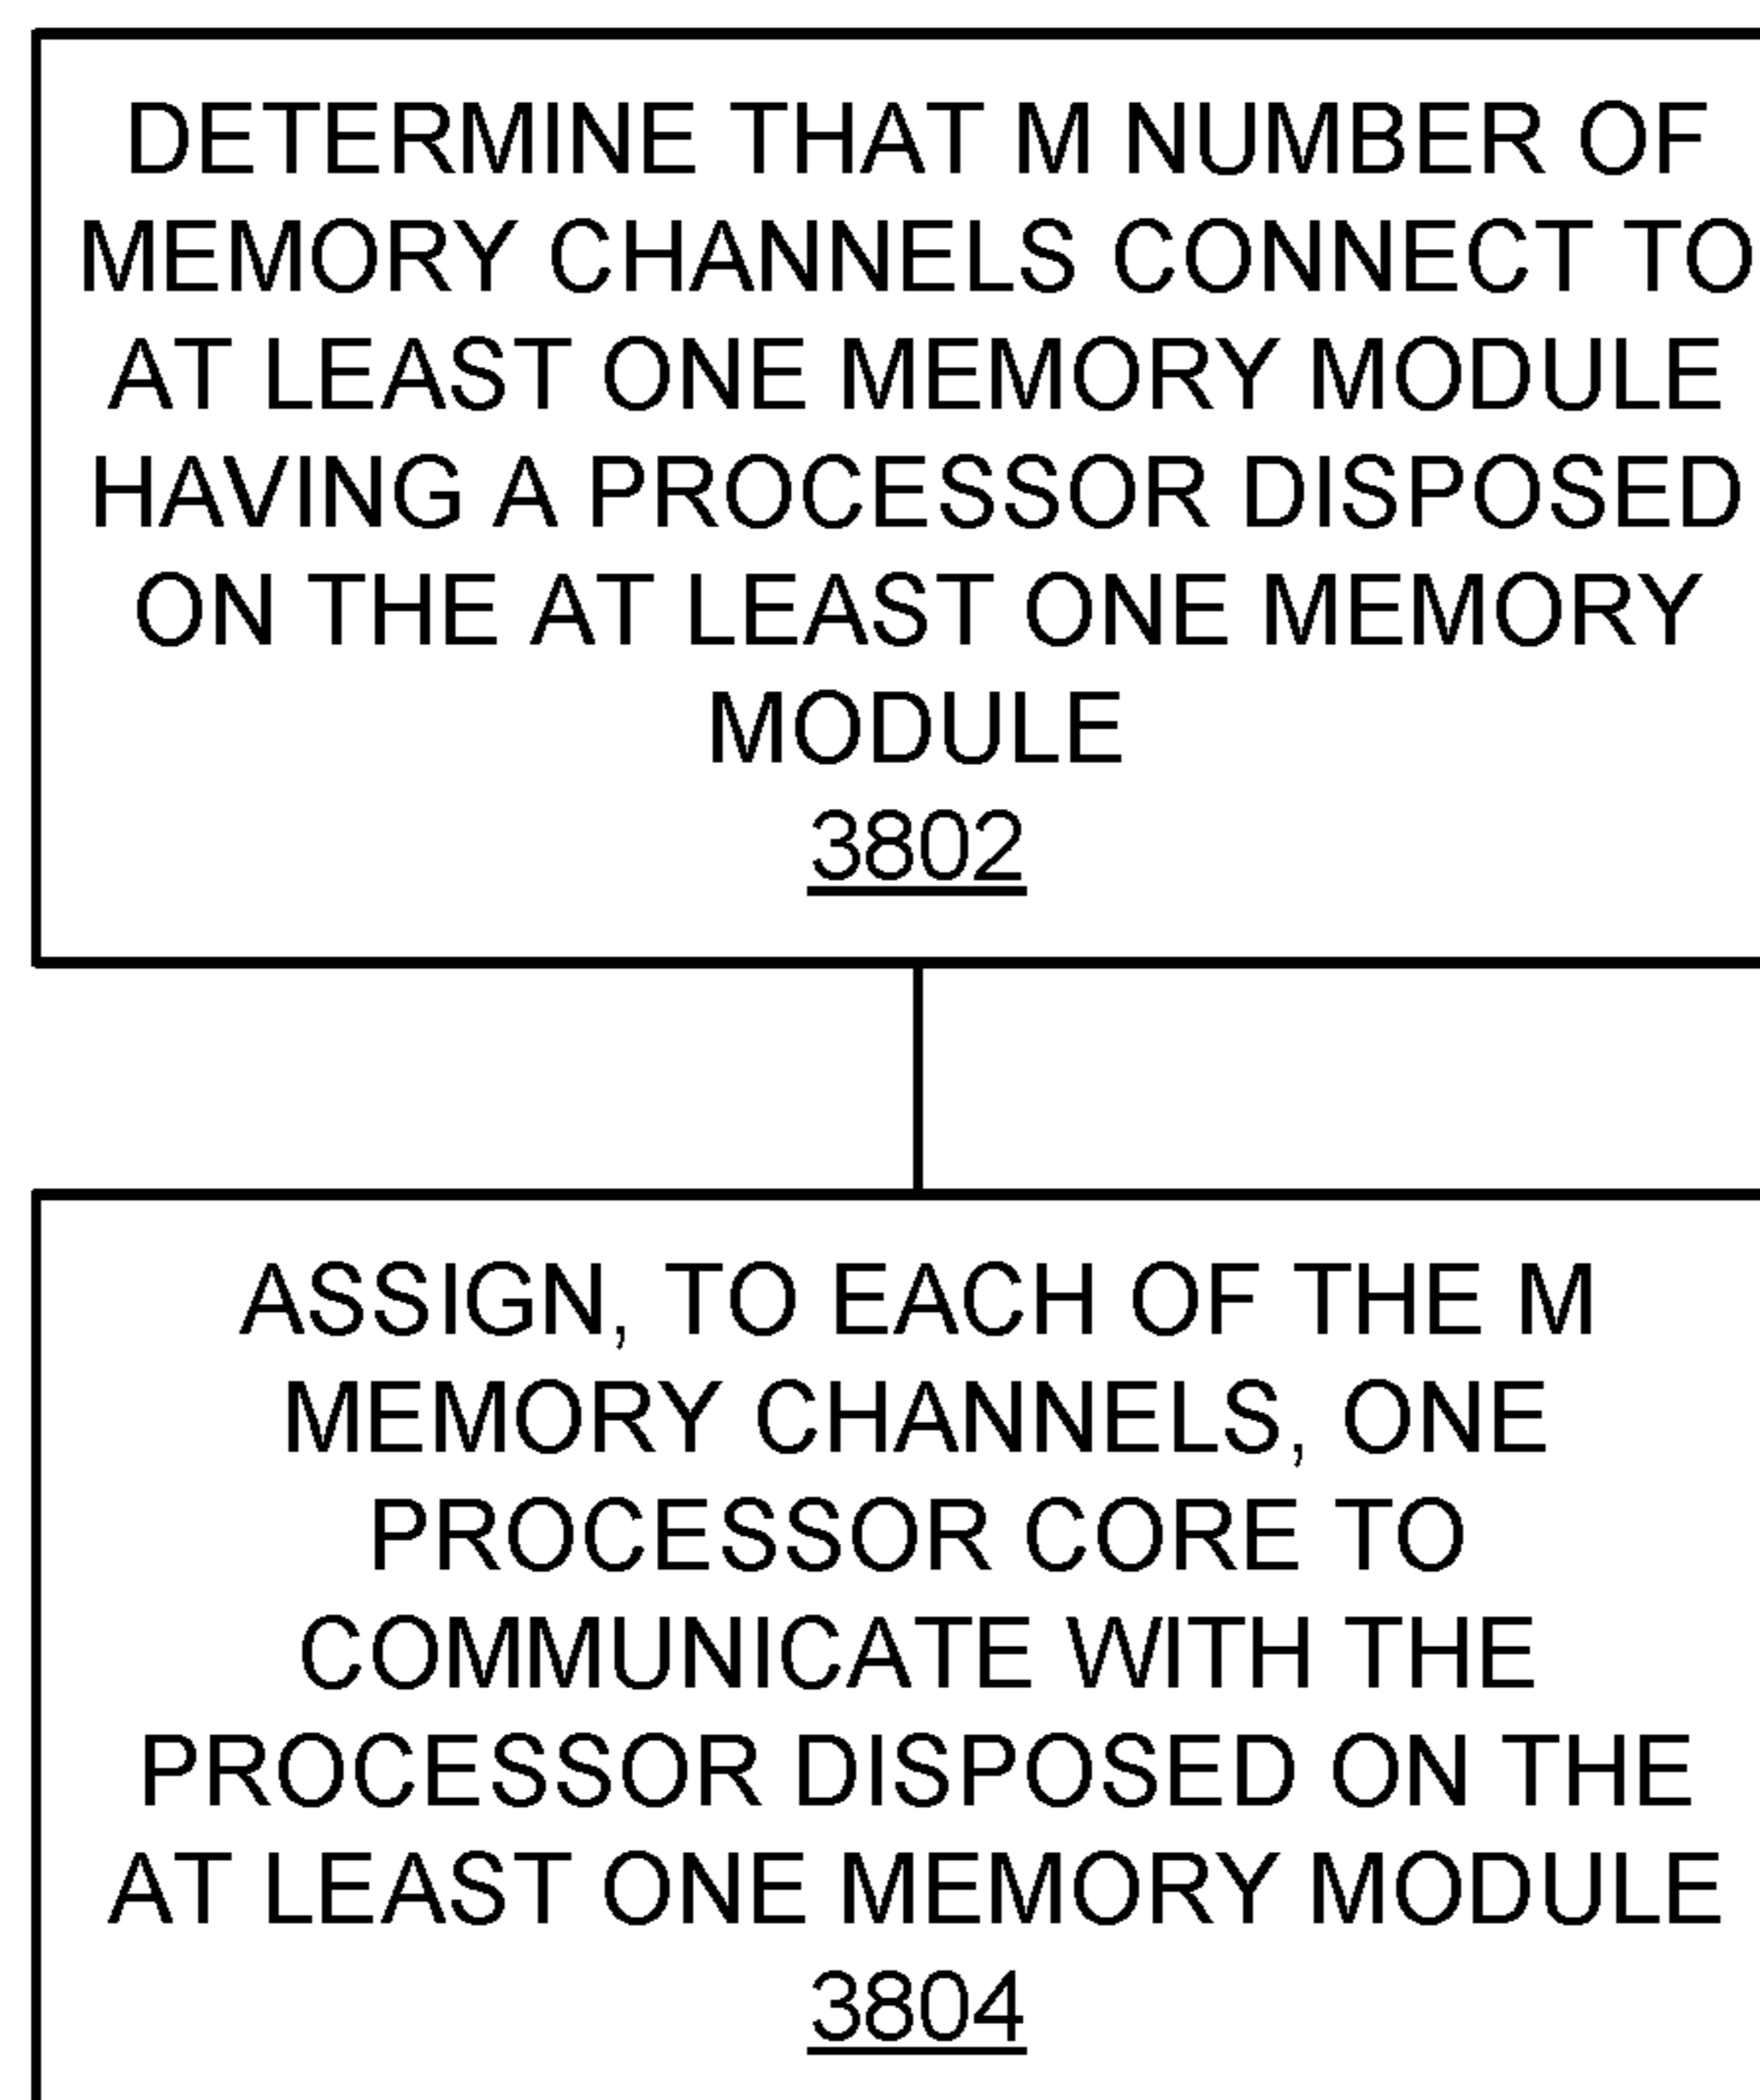 DETERMINE THAT M NUMBER OF
MEMORY CHANNELS CONNECT TO
AT LEAST ONE MEMORY MODULE
HAVING A PROCESSOR DISPOSED
ON THE AT LEAST ONE MEMORY
MODULE
3802
ASSIGN, TO EACH OF THE M
MEMORY CHANNELS, ONE
PROCESSOR CORE TO
COMMUNICATE WITH THE
PROCESSOR DISPOSED ON THE
AT LEAST ONE MEMORY MODULE
3804